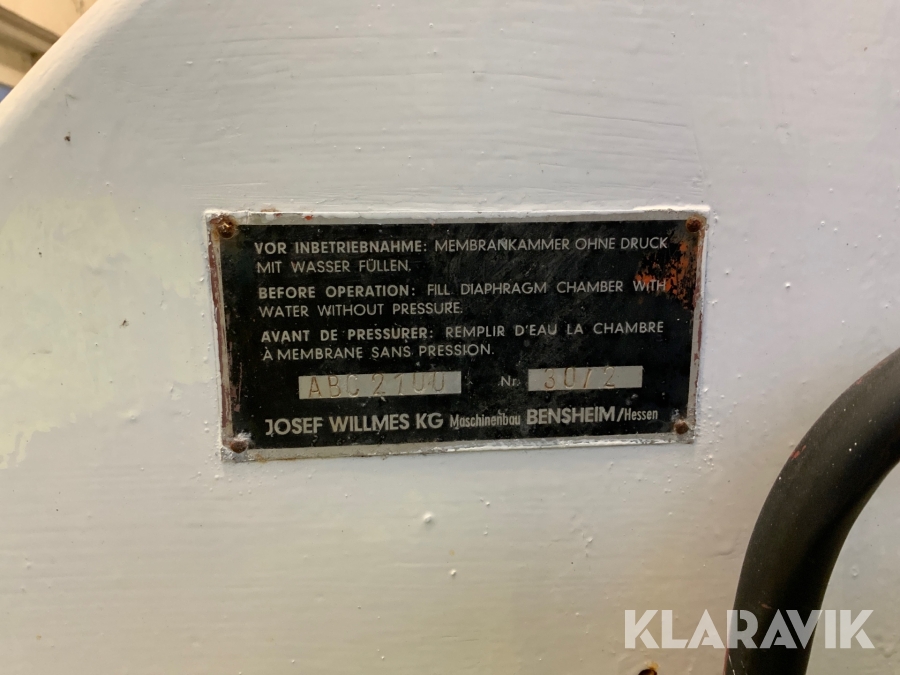 VOR INBETRIEBNAHME: MEMBRANKAMMER OHNE DRUCK
MIT WASSER FÜLLEN.
BEFORE OPERATION: FILL DIAPHRAGM CHAMBER WITH
WATER WITHOUT PRESSURE.
AVANT DE PRESSURER: REMPLIR D'EAU LA CHAMBRE
À MEMBRANE SANS PRESSION.
ABC 2100 Nr. 3072
JOSEF WILLMES KG Maschinenbau BENSHEIM/Hessen
KLARAVIK